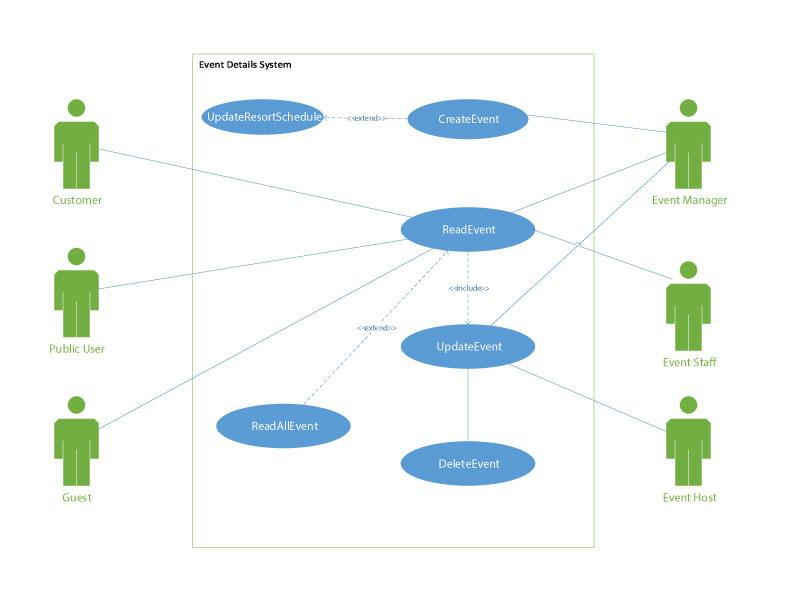 Event Details System
UpdateResortSchedule
<<extend>>
CreateEvent
Customer
Event Manager
ReadEvent
<<include>>
Public User
<<extend>>
UpdateEvent
Event Staff
ReadAllEvent
DeleteEvent
Guest
Event Host